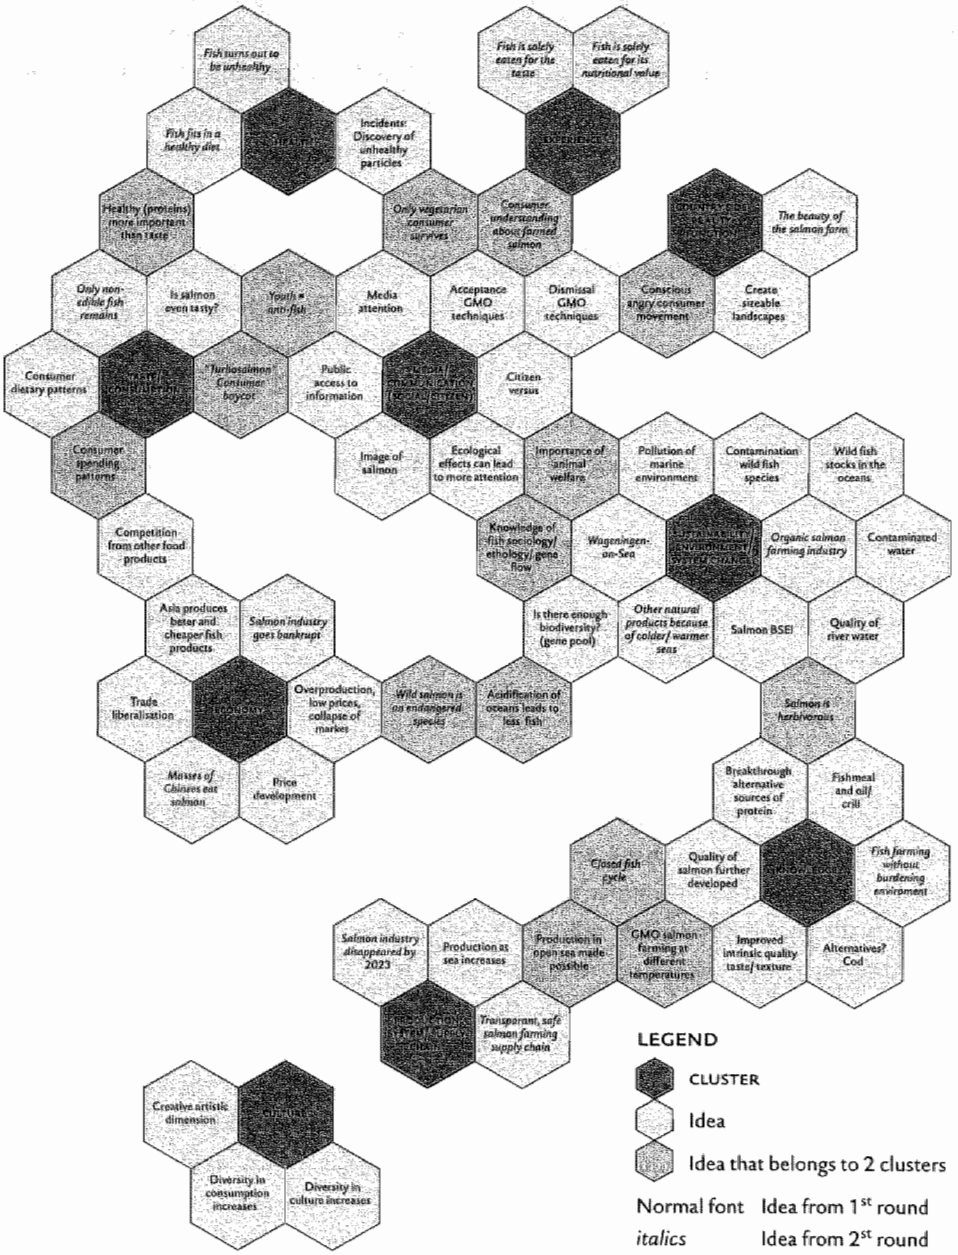 Fish turns out to
be unhealthy
Fish is solely
eaten for the
taste
Fish is solely
eaten for its
nutritional value
Fish fits in a
healthy diet
HEALTH
Incidents:
Discovery of
unhealthy
particles
EXPERIENCE
Healthy (proteins)
more important
than taste
Only vegetarian
consumer
survives
Consumer
understanding
about farmed
salmon
The beauty of
the salmon farm
Only non-
edible fish
remains
Is salmon
even tasty?
Youth =
anti-fish
Media
attention
Acceptance
GMO
techniques
Dismissal
GMO
techniques
Conscious
angry consumer
movement
Create
sizeable
landscapes
Consumer
dietary patterns
"Turbosalmon"
Consumer
boycot
Public
access to
information
Citizen
versus
Consumer
spending
patterns
Image of
salmon
Ecological
effects can lead
to more attention
Importance of
animal
welfare
Pollution of
marine
environment
Contamination
wild fish
species
Wild fish
stocks in the
oceans
Competition
from other food
products
Knowledge of
fish sociology/
ethology/gene
flow
Wageningen-
on-Sea
SUSTAINABILITY/
ENVIRONMENT/
SYSTEM CHANGE
Organic salmon
farming industry
Contaminated
water
Asia produces
beter and
cheaper fish
products
Salmon industry
goes bankrupt
Is there enough
biodiversity?
(gene pool)
Other natural
products because
of colder/warmer
seas
Salmon BSE!
Quality of
river water
Trade
liberalisation
ECONOMY
Overproduction,
low prices,
collapse of
market
Wild salmon is
an endangered
species
Acidification of
oceans leads to
less fish
Salmon is
herbivorous
Masses of
Chinees eat
salmon
Price
development
Breakthrough
alternative
sources of
protein
Fishmeal
and oil/
crill
Closed fish
cycle
Quality of
salmon further
developed
KNOWLEDGE
Fish farming
without
burdening
enviroment
Salmon industry
disappeared by
2023
Production at
sea increases
Production in
open sea made
possible
GMO salmon
farming at
different
temperatures
Improved
intrinsic quality
taste/texture
Alternatives?
Cod
Transparant, safe
salmon farming
supply chain
Creative artistic
dimension
CULTURE
Diversity in
consumption
increases
Diversity in
culture increases
LEGEND
CLUSTER
Idea
Idea that belongs to 2 clusters
Normal font Idea from 1st round
italics Idea from 2nd round